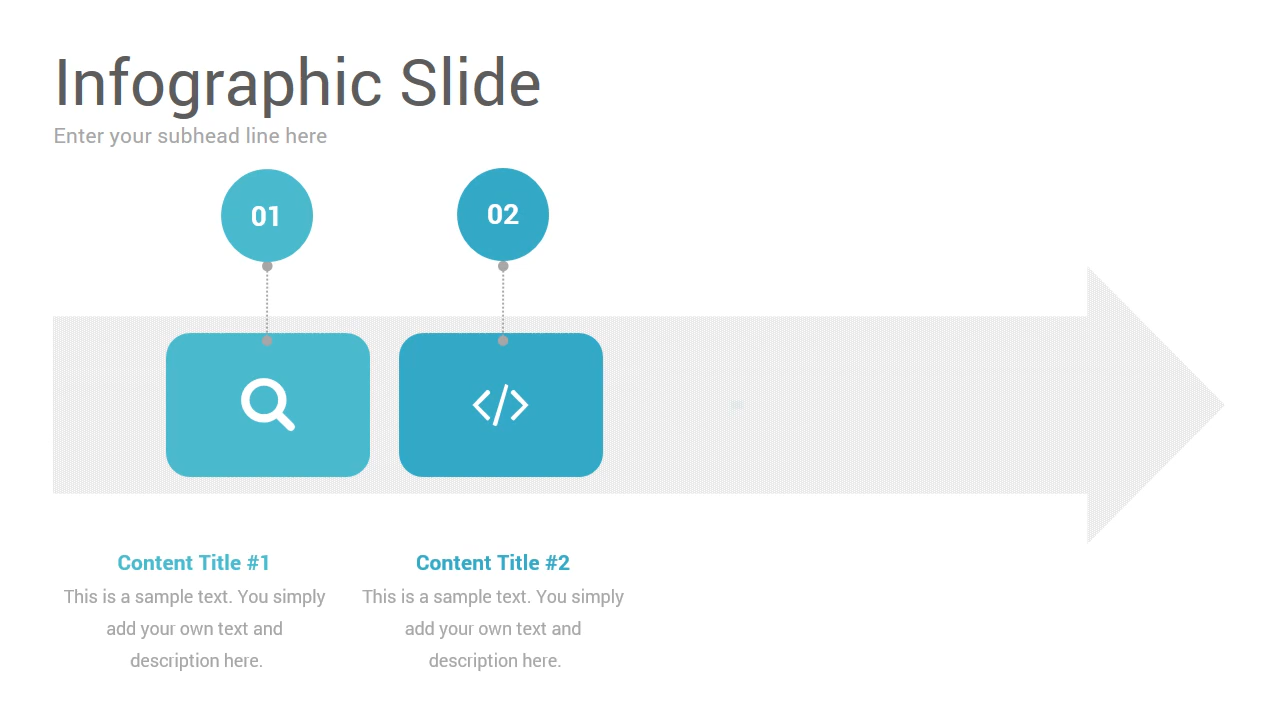 Infographic Slide
Enter your subhead line here
01
02
Content Title #1
This is a sample text. You simply
add your own text and
description here.
Content Title #2
This is a sample text. You simply
add your own text and
description here.